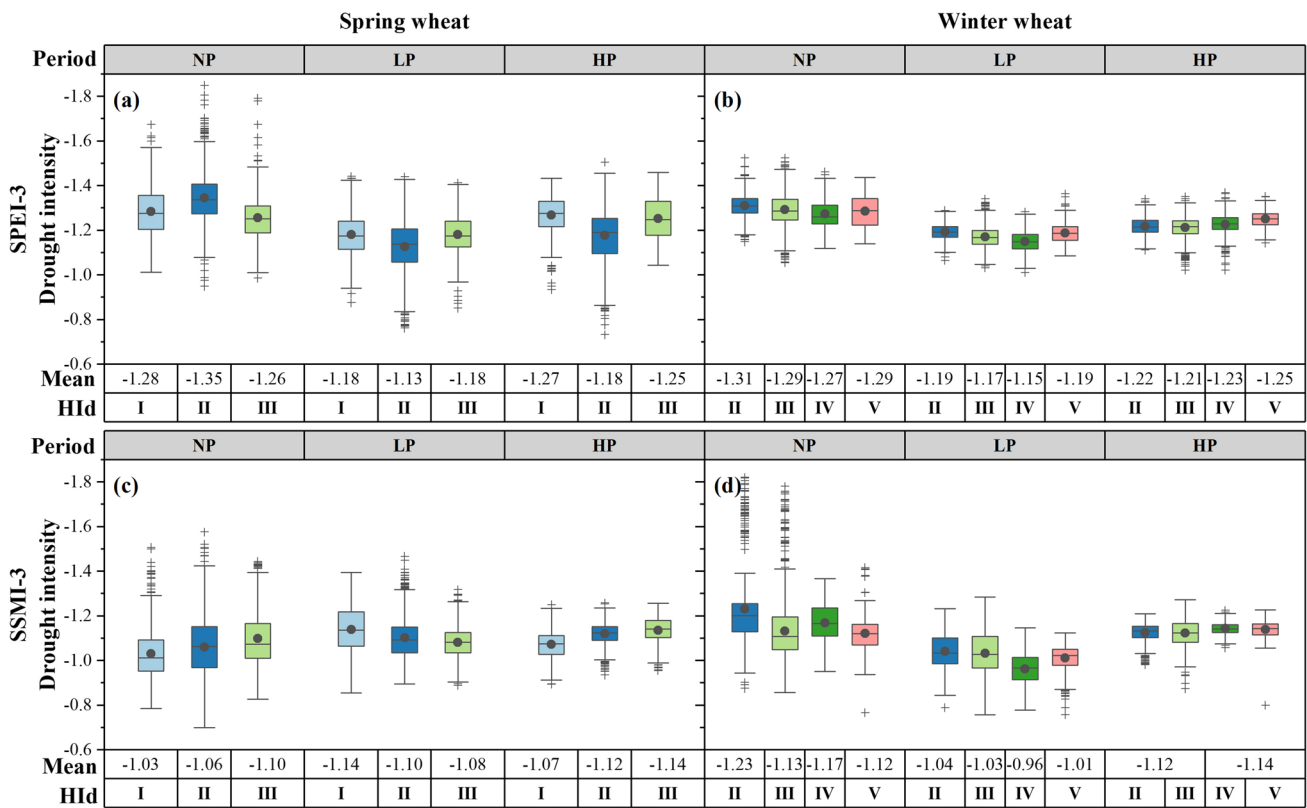 Spring wheat Winter wheat
Period NP LP HP NP LP HP
(a) (b)
-1.8
-1.6
-1.4
-1.2
-1.0
-0.8
-0.6
SPEI-3
Drought intensity
Mean -1.28 -1.35 -1.26 -1.18 -1.13 -1.18 -1.27 -1.18 -1.25 -1.31 -1.29 -1.27 -1.29 -1.19 -1.17 -1.15 -1.19 -1.22 -1.21 -1.23 -1.25
HId I II III I II III I II III II III IV V II III IV V II III IV V
Period NP LP HP NP LP HP
(c) (d)
-1.8
-1.6
-1.4
-1.2
-1.0
-0.8
-0.6
SSMI-3
Drought intensity
Mean -1.03 -1.06 -1.10 -1.14 -1.10 -1.08 -1.07 -1.12 -1.14 -1.23 -1.13 -1.17 -1.12 -1.04 -1.03 -0.96 -1.01 -1.12 -1.14
HId I II III I II III I II III II III IV V II III IV V II III IV V